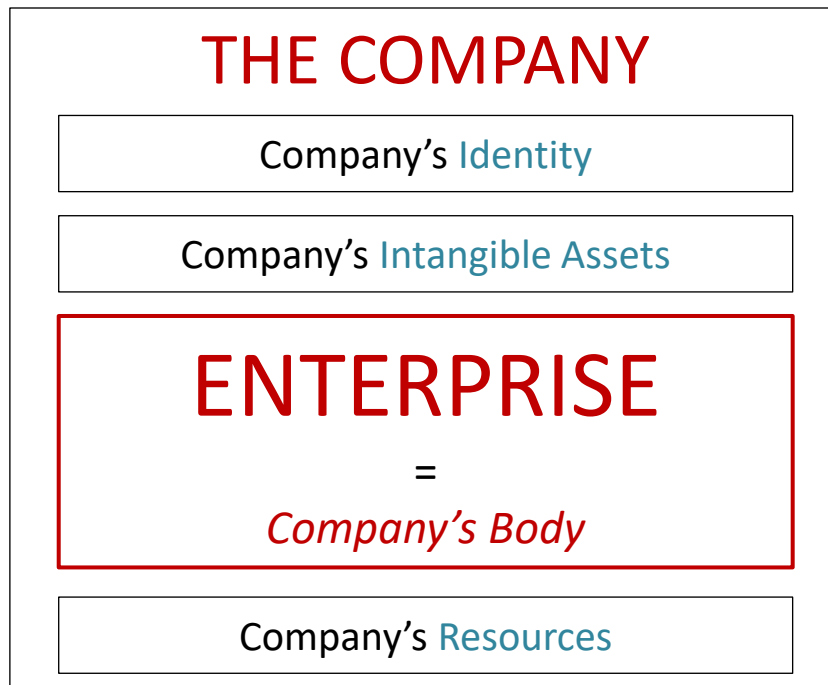 THE COMPANY
Company’s Identity
Company’s Intangible Assets
ENTERPRISE
=
Company’s Body
Company’s Resources